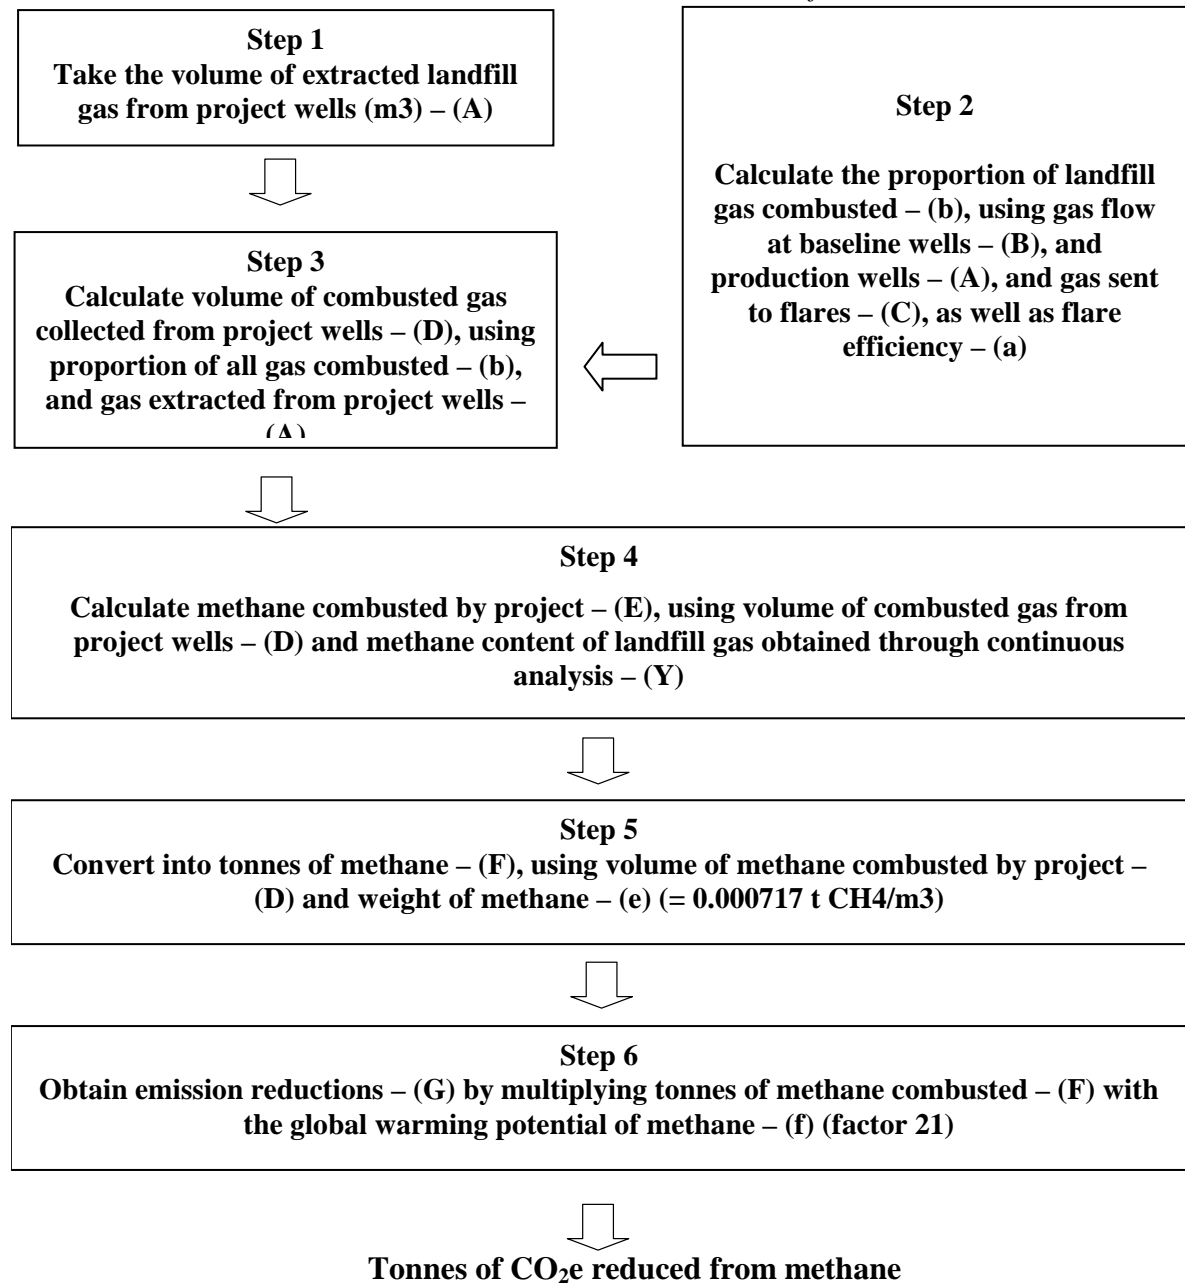 Step 1
Take the volume of extracted landfill
gas from project wells (m3) – (A)
Step 2
Calculate the proportion of landfill
gas combusted – (b), using gas flow
at baseline wells – (B), and
production wells – (A), and gas sent
to flares – (C), as well as flare
efficiency – (a)
Step 3
Calculate volume of combusted gas
collected from project wells – (D), using
proportion of all gas combusted – (b),
and gas extracted from project wells –
(A)
Step 4
Calculate methane combusted by project – (E), using volume of combusted gas from
project wells – (D) and methane content of landfill gas obtained through continuous
analysis – (Y)
Step 5
Convert into tonnes of methane – (F), using volume of methane combusted by project –
(D) and weight of methane – (e) (= 0.000717 t CH4/m3)
Step 6
Obtain emission reductions – (G) by multiplying tonnes of methane combusted – (F) with
the global warming potential of methane – (f) (factor 21)
Tonnes of CO₂e reduced from methane